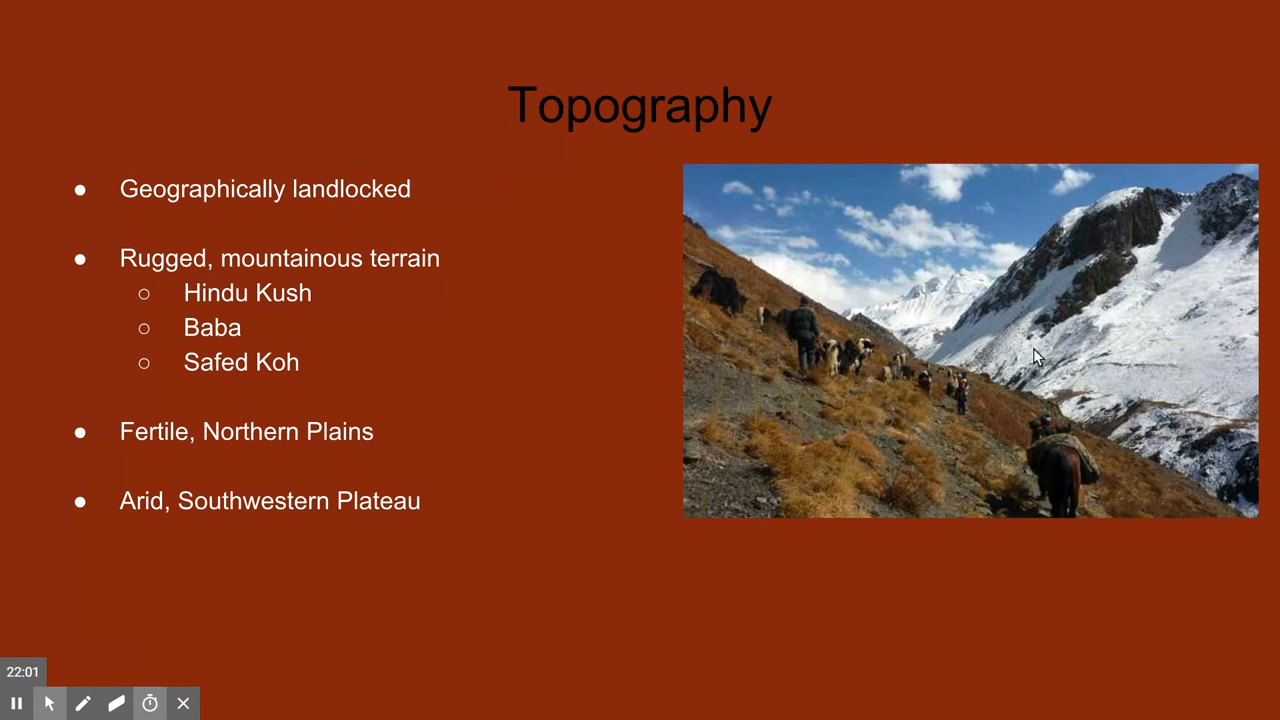 Topography
● Geographically landlocked
● Rugged, mountainous terrain
○ Hindu Kush
○ Baba
○ Safed Koh
● Fertile, Northern Plains
● Arid, Southwestern Plateau
22:01